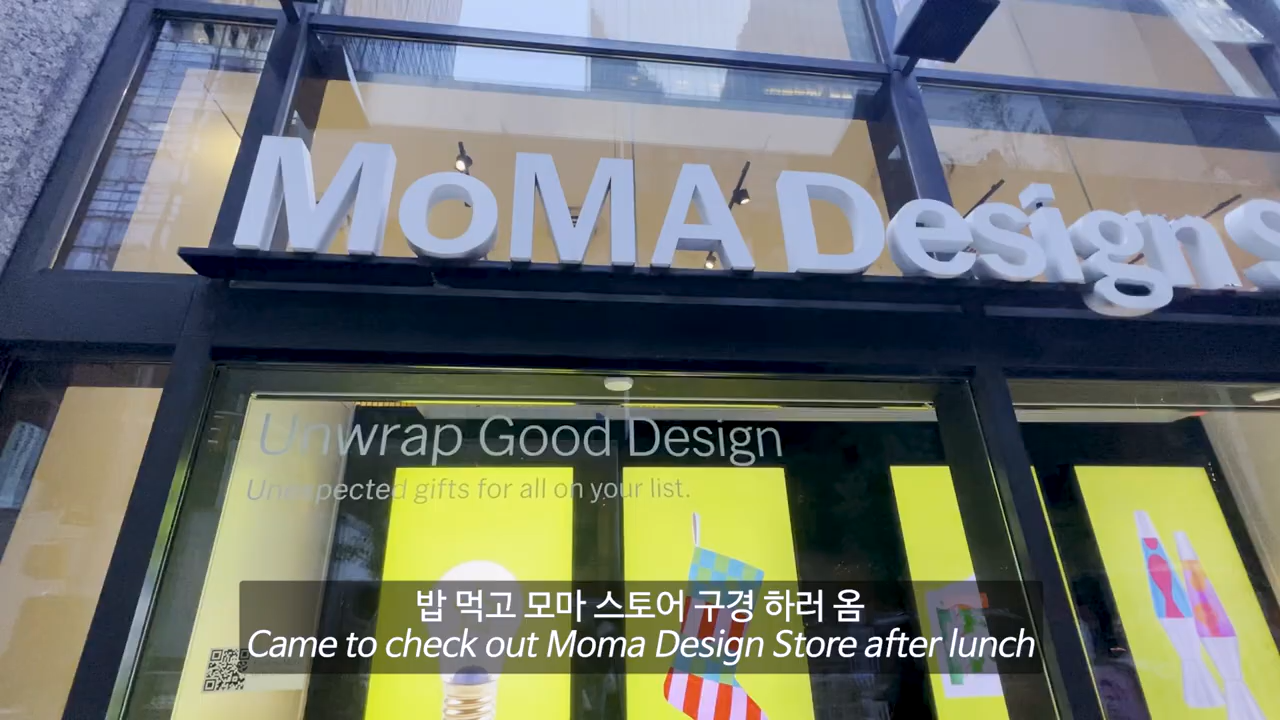 MoMA Design S
Unwrap Good Design
Unexpected gifts for all on your list.
밥 먹고 모마 스토어 구경 하러 옴
Came to check out Moma Design Store after lunch